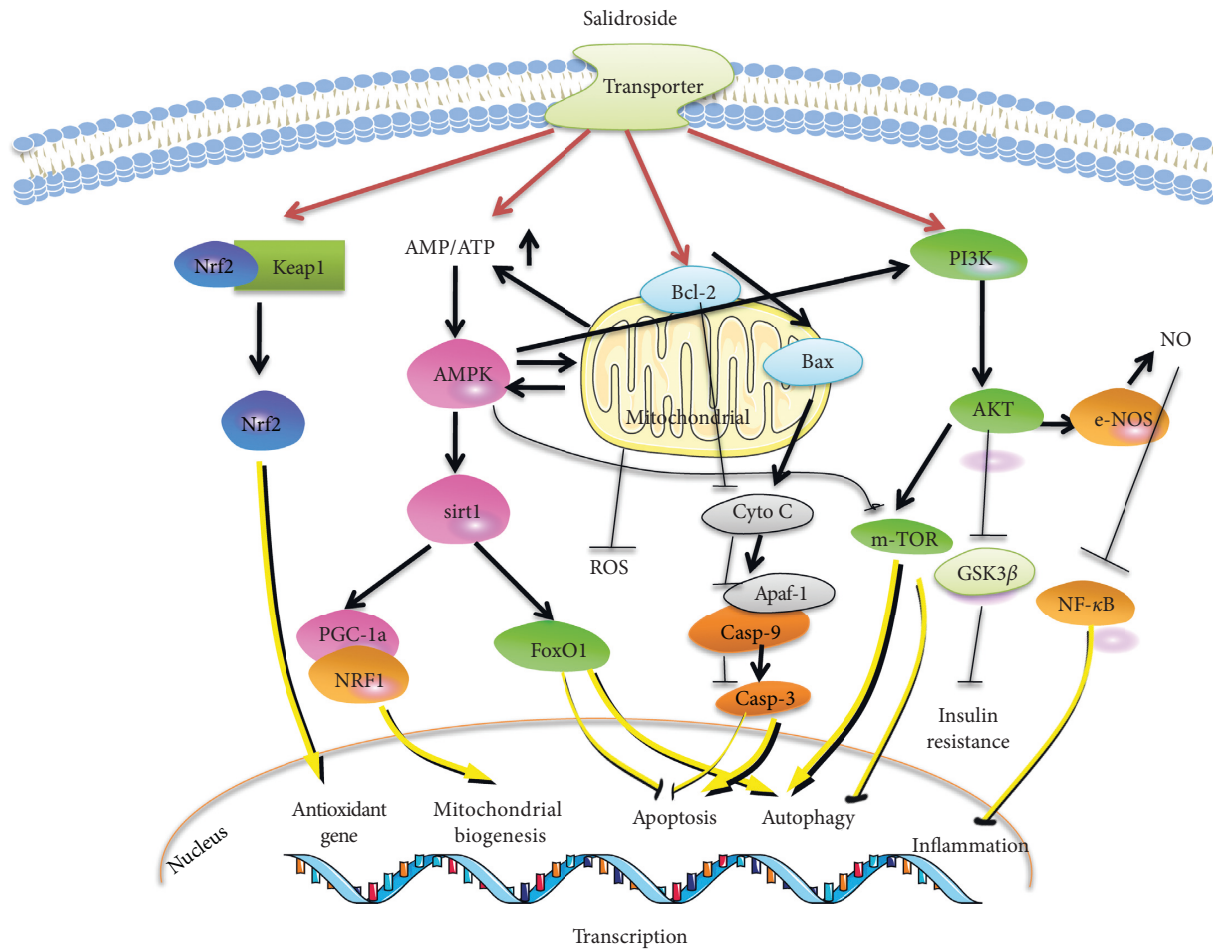 Salidroside
Transporter
Nrf2
Keap1
AMP/ATP
Bcl-2
PI3K
NO
Bax
AMPK
Mitochondrial
Nrf2
AKT
e-NOS
sirt1
Cyto C
m-TOR
ROS
GSK3β
Apaf-1
NF-κB
PGC-1a
Casp-9
NRF1
FoxO1
Casp-3
Insulin
resistance
Antioxidant
gene
Mitochondrial
biogenesis
Apoptosis
Autophagy
Inflammation
Nucleus
Transcription